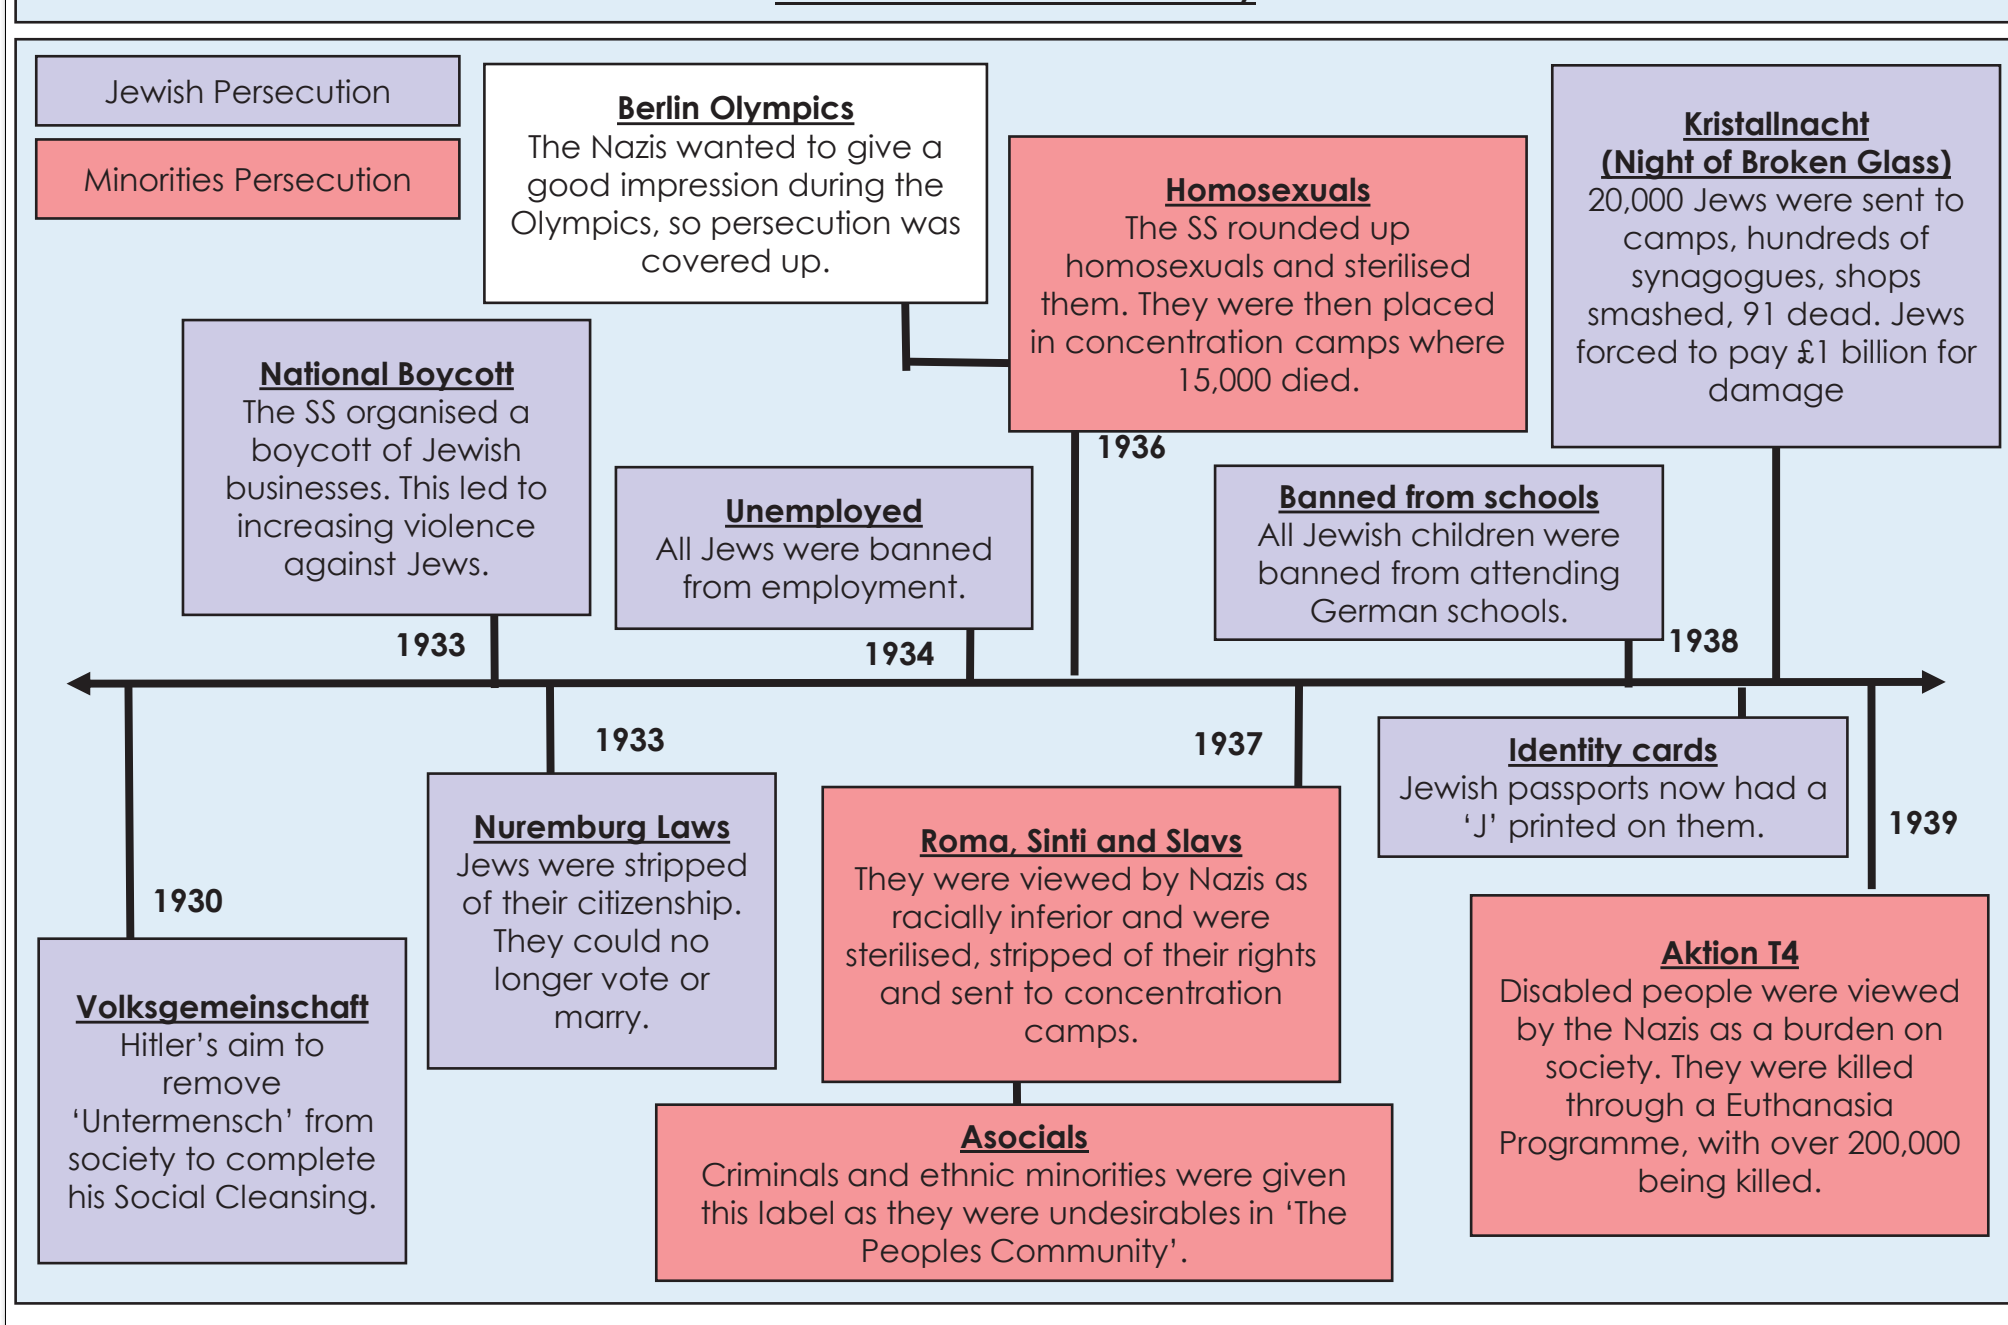 Jewish Persecution
Minorities Persecution
Berlin Olympics
The Nazis wanted to give a
good impression during the
Olympics, so persecution was
covered up.
Homosexuals
The SS rounded up
homosexuals and sterilised
them. They were then placed
in concentration camps where
15,000 died.
1936
Kristallnacht
(Night of Broken Glass)
20,000 Jews were sent to
camps, hundreds of
synagogues, shops
smashed, 91 dead. Jews
forced to pay £1 billion for
damage
National Boycott
The SS organised a
boycott of Jewish
businesses. This led to
increasing violence
against Jews.
1933
Unemployed
All Jews were banned
from employment.
1934
Banned from schools
All Jewish children were
banned from attending
German schools.
1938
1930
Volksgemeinschaft
Hitler's aim to
remove
‘Untermensch’ from
society to complete
his Social Cleansing.
1933
Nuremburg Laws
Jews were stripped
of their citizenship.
They could no
longer vote or
marry.
1937
Roma, Sinti and Slavs
They were viewed by Nazis as
racially inferior and were
sterilised, stripped of their rights
and sent to concentration
camps.
Asocials
Criminals and ethnic minorities were given
this label as they were undesirables in ‘The
Peoples Community’.
Identity cards
Jewish passports now had a
‘J’ printed on them.
1939
Aktion T4
Disabled people were viewed
by the Nazis as a burden on
society. They were killed
through a Euthanasia
Programme, with over 200,000
being killed.